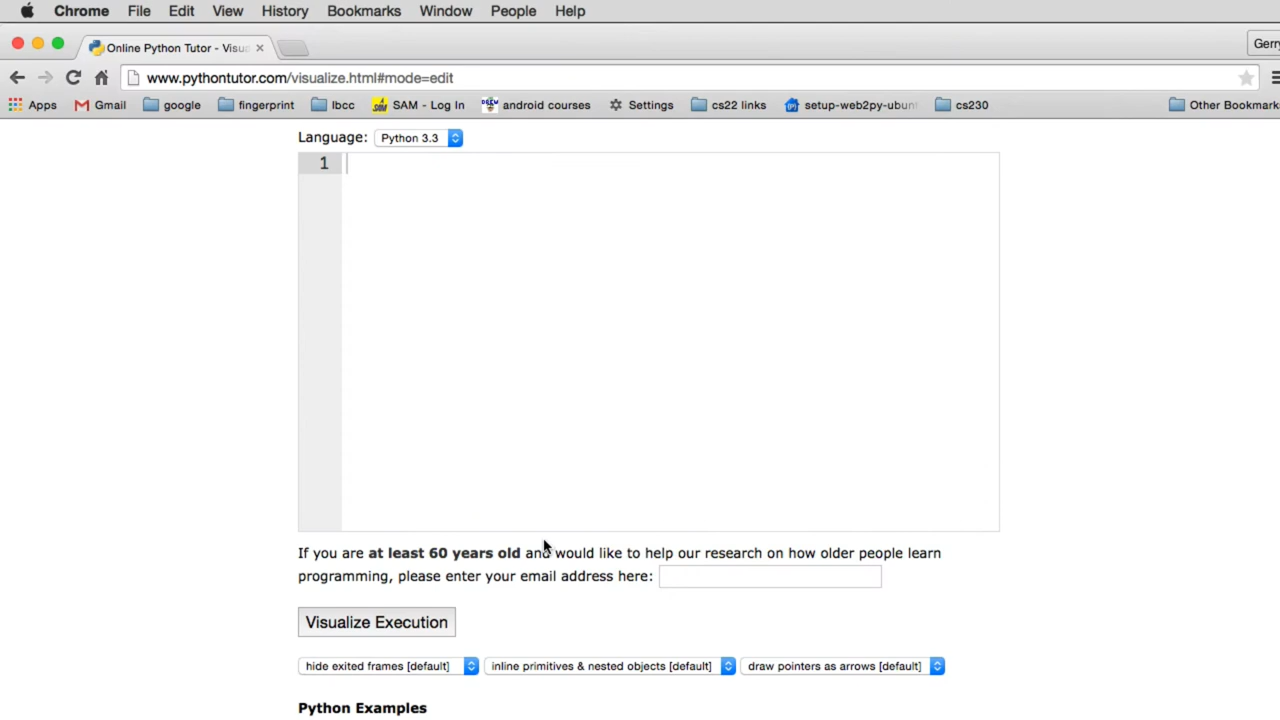 Chrome File Edit View History Bookmarks Window People Help
Online Python Tutor - Visu
Gerry
www.pythontutor.com/visualize.html#mode=edit
Apps Gmail google fingerprint lbcc SAM - Log In android courses Settings cs22 links setup-web2py-ubun cs230 Other Bookmark
Language: Python 3.3
1
If you are at least 60 years old and would like to help our research on how older people learn
programming, please enter your email address here:
Visualize Execution
hide exited frames [default] inline primitives & nested objects [default] draw pointers as arrows [default]
Python Examples